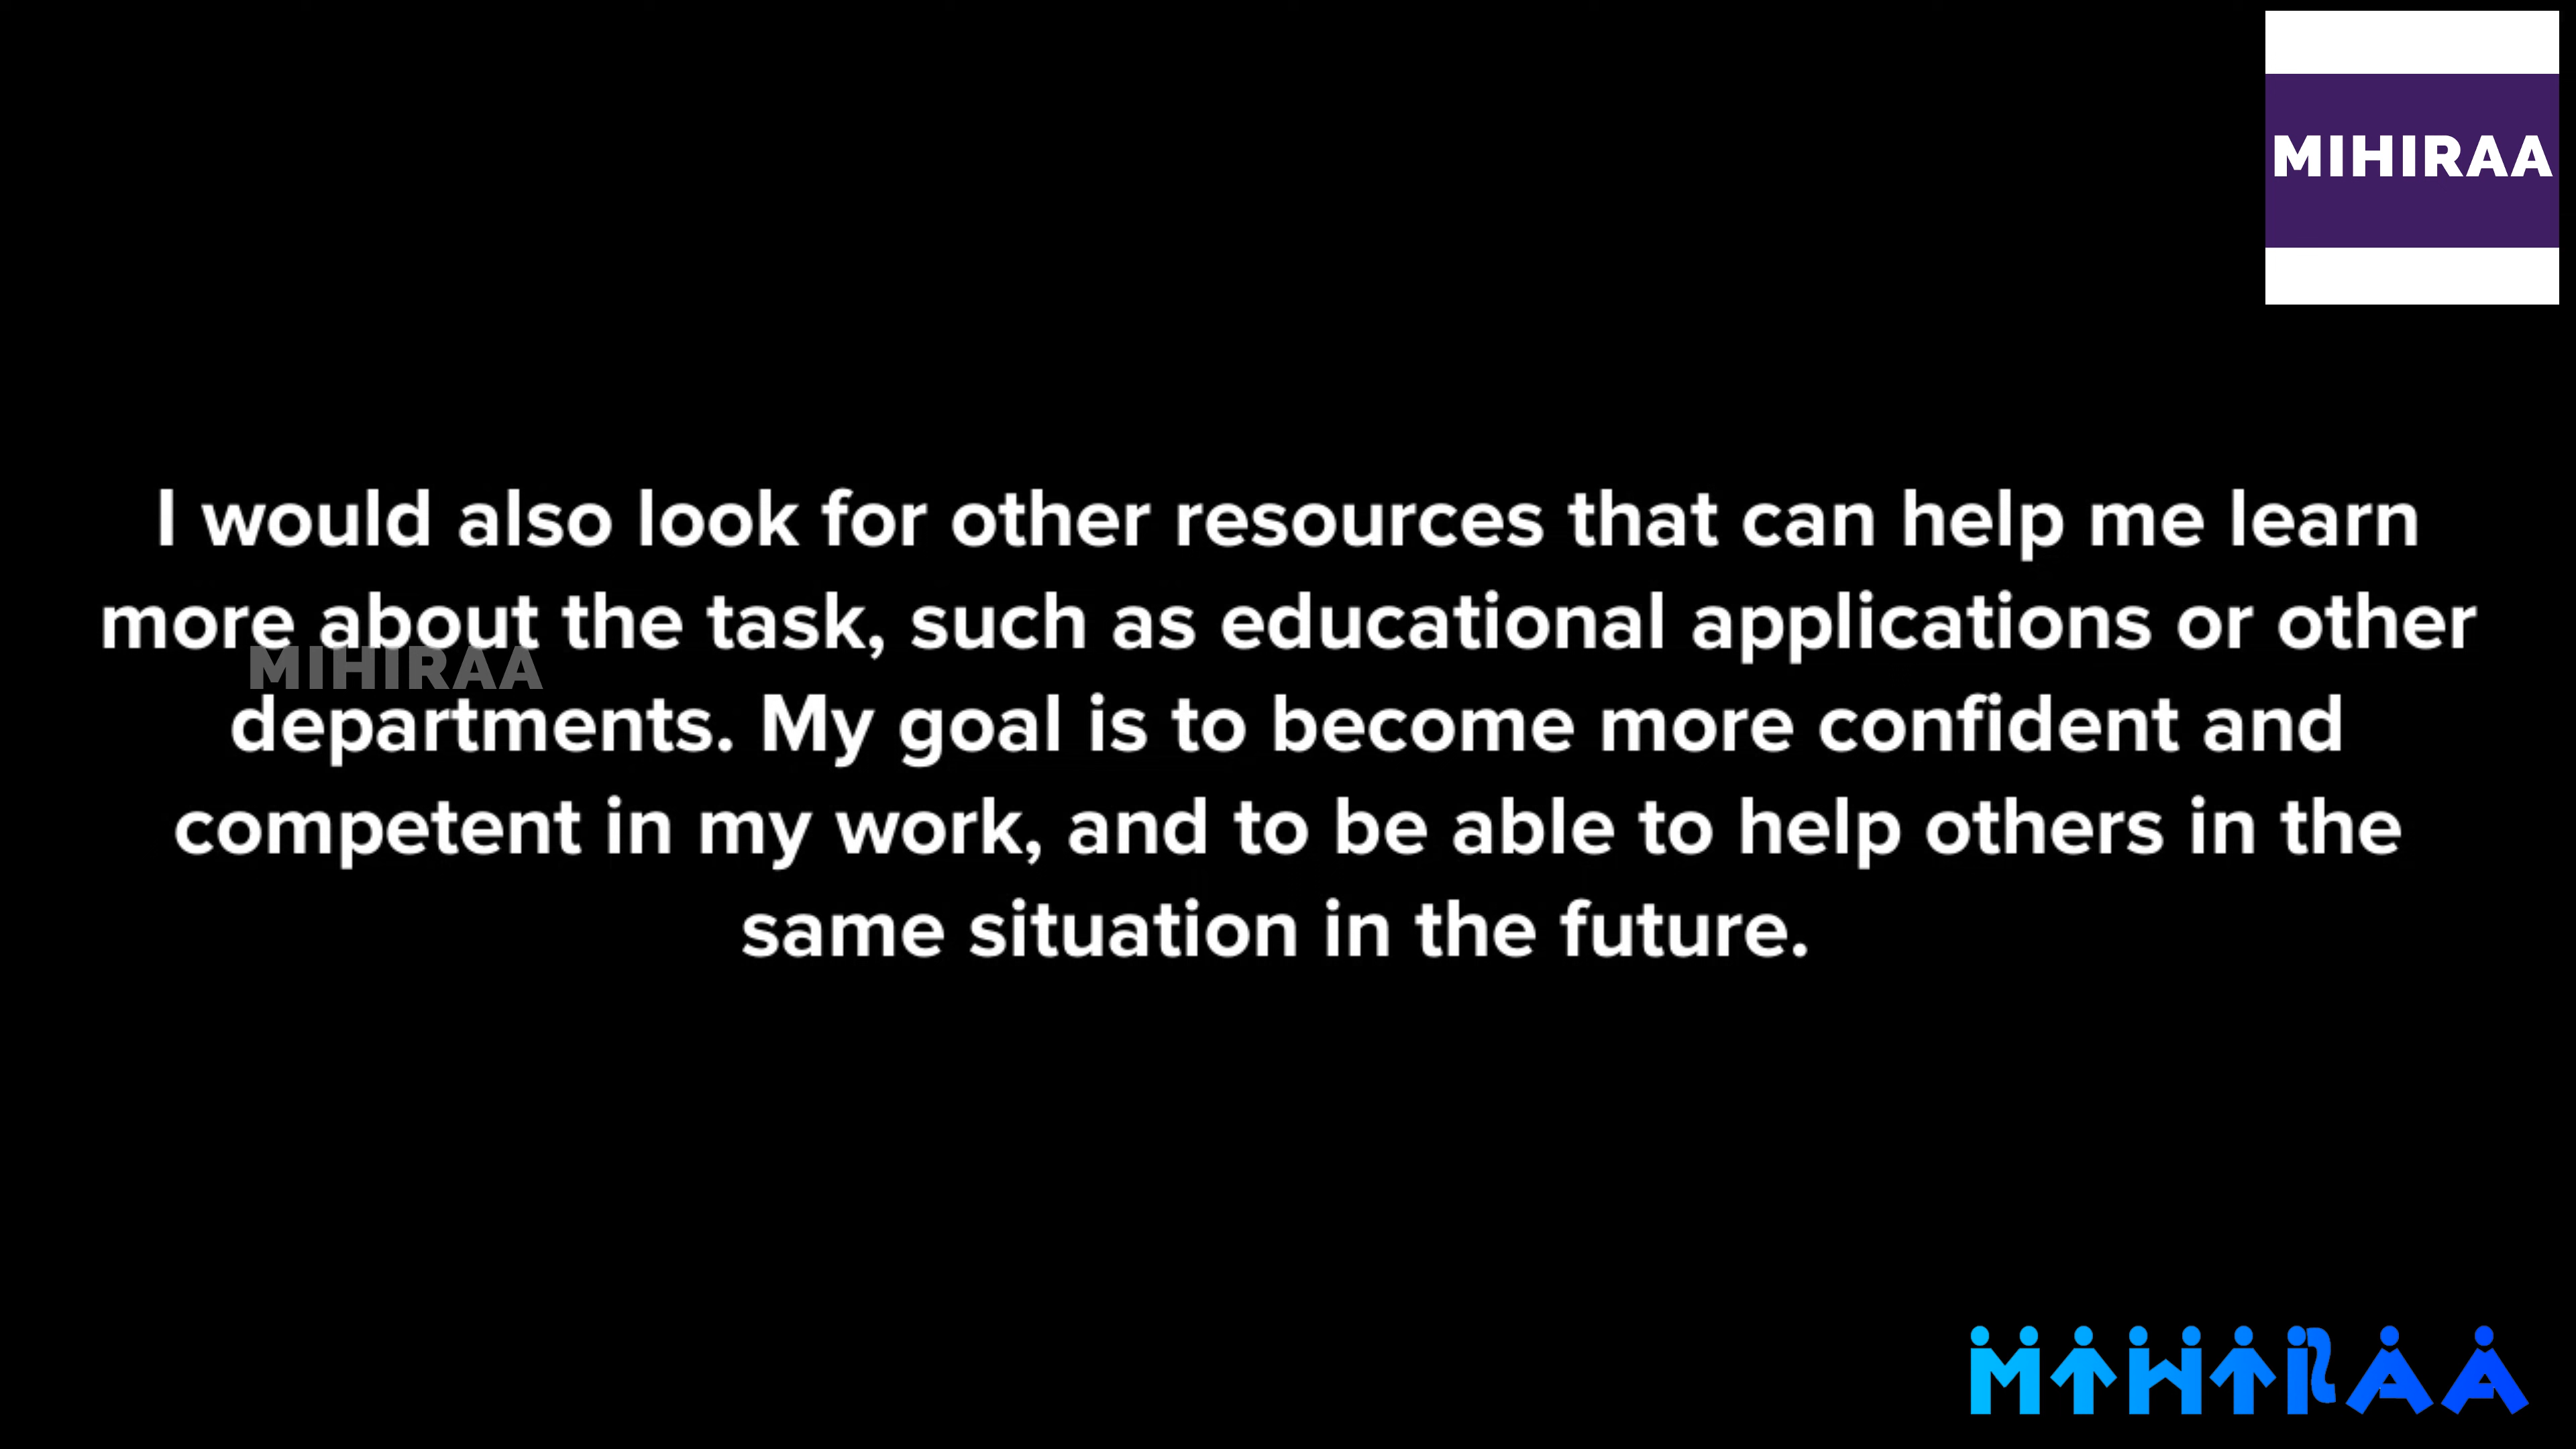 MIHIRAA
I would also look for other resources that can help me learn
more about the task, such as educational applications or other
MIHIRAA
departments. My goal is to become more confident and
competent in my work, and to be able to help others in the
same situation in the future.
MIHIRAA